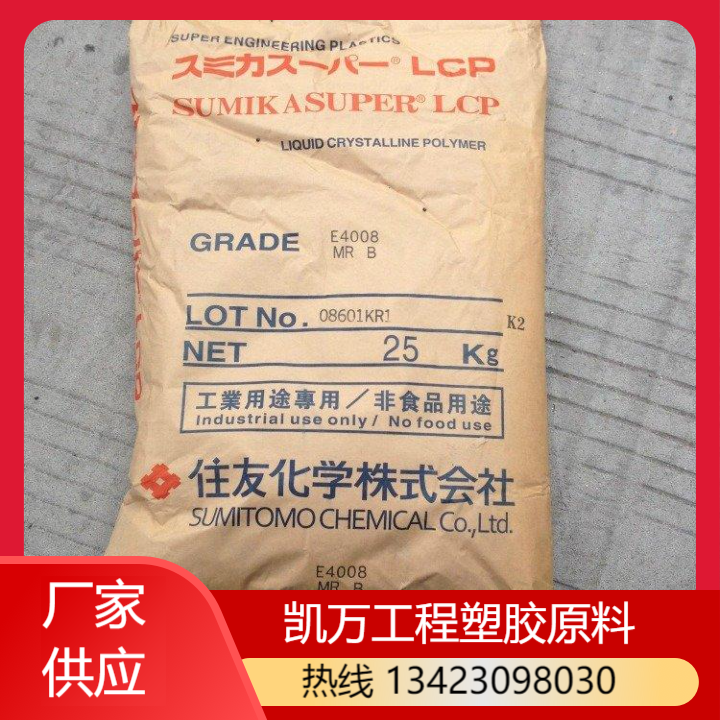 SUPER ENGINEERING PLASTICS
スミカスーパー® LCP
SUMIKASUPER® LCP
LIQUID CRYSTALLINE POLYMER
GRADE E4008
MR B
LOT No. 08601KR1 K2
NET 25 Kg
工業用途專用/非食品用途
Industrial use only / No food use
住友化学株式会社
SUMITOMO CHEMICAL Co.,Ltd.
E4008
MR B
厂家
供应
凯万工程塑胶原料
热线 13423098030